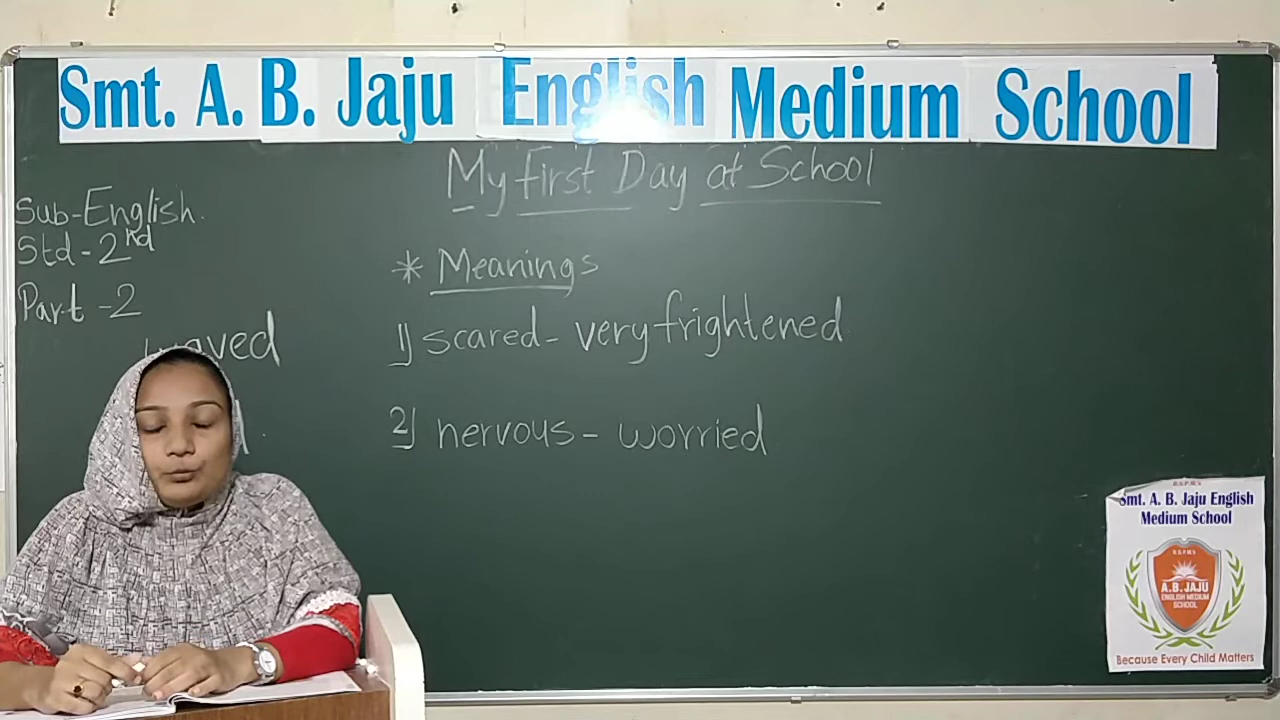 Smt. A. B. Jaju English Medium School
My First Day at School
Sub-English.
Std-2nd
Part-2
* Meanings
1) scared - very frightened
2) nervous - worried
Smt. A. B. Jaju English
Medium School
A.B. JAJU
ENGLISH MEDIUM
SCHOOL
Because Every Child Matters